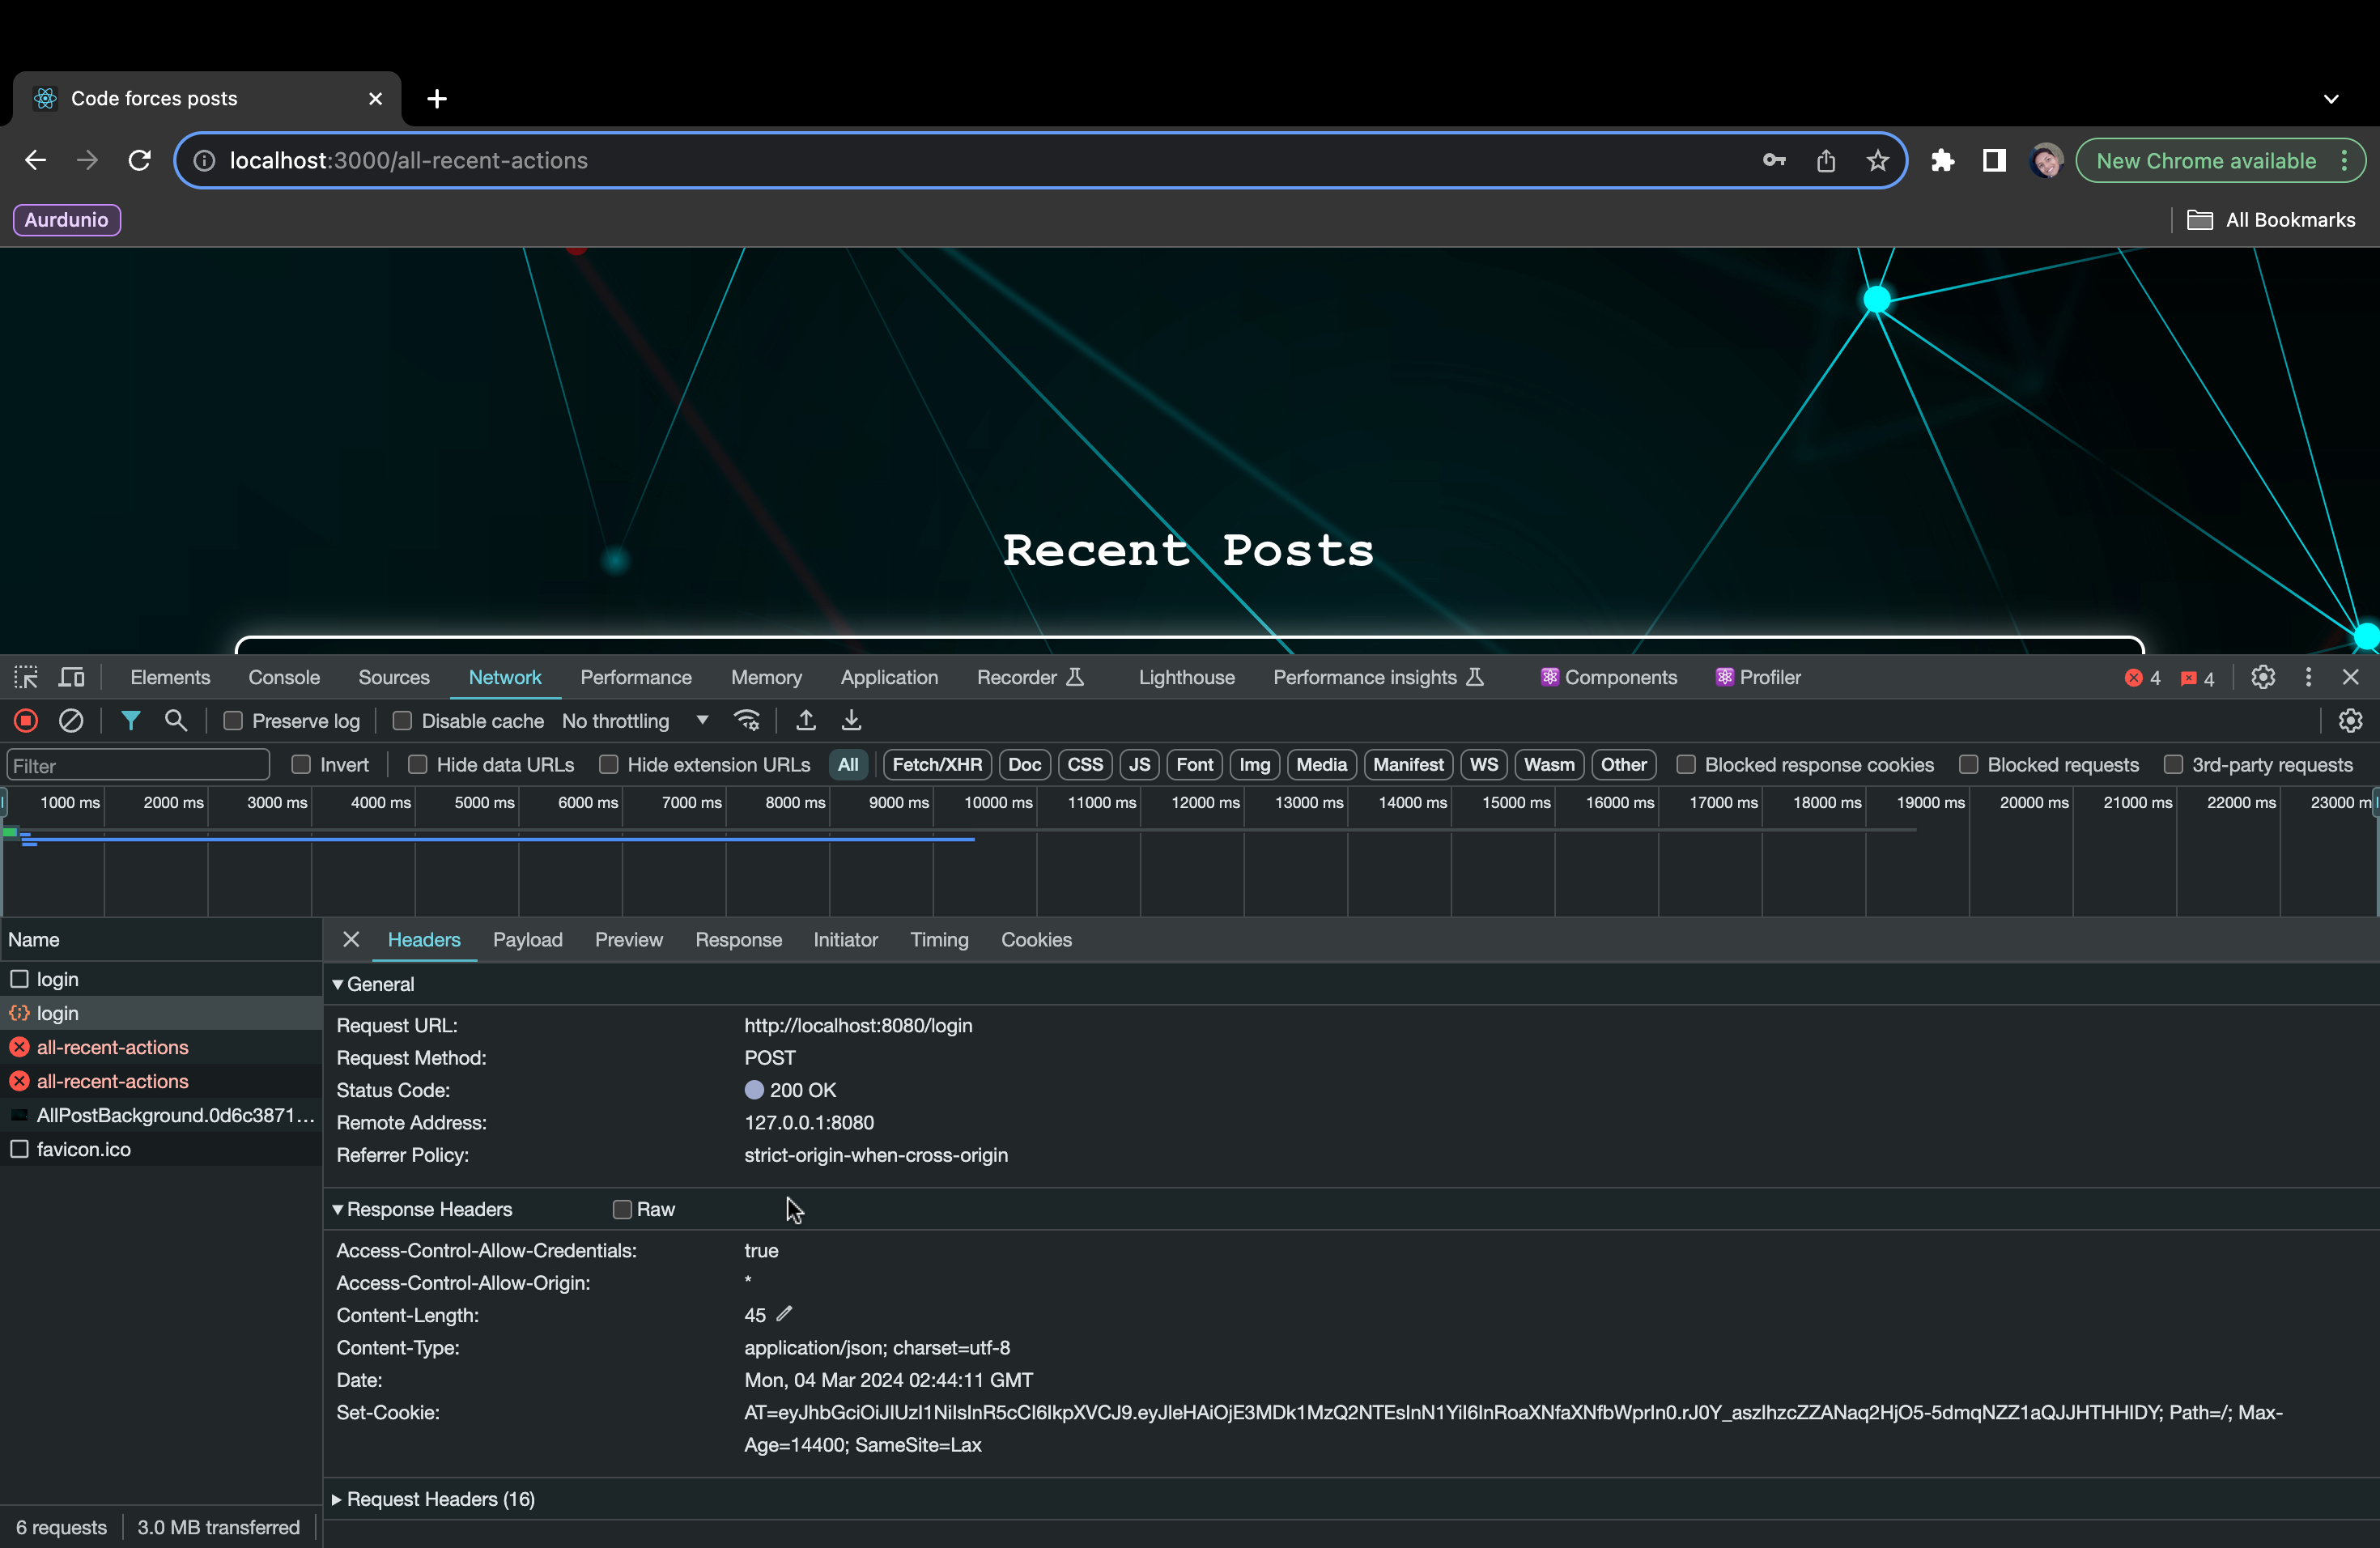 Code forces posts
localhost:3000/all-recent-actions
New Chrome available
Aurdunio
All Bookmarks
Recent Posts
Elements Console Sources Network Performance Memory Application Recorder Lighthouse Performance insights Components Profiler 4 4
Preserve log Disable cache No throttling
Filter Invert Hide data URLs Hide extension URLs All Fetch/XHR Doc CSS JS Font Img Media Manifest WS Wasm Other Blocked response cookies Blocked requests 3rd-party requests
1000 ms 2000 ms 3000 ms 4000 ms 5000 ms 6000 ms 7000 ms 8000 ms 9000 ms 10000 ms 11000 ms 12000 ms 13000 ms 14000 ms 15000 ms 16000 ms 17000 ms 18000 ms 19000 ms 20000 ms 21000 ms 22000 ms 23000 m
Name
login
login
all-recent-actions
all-recent-actions
AllPostBackground.0d6c3871...
favicon.ico
6 requests 3.0 MB transferred
Headers Payload Preview Response Initiator Timing Cookies
General
Request URL: http://localhost:8080/login
Request Method: POST
Status Code: 200 OK
Remote Address: 127.0.0.1:8080
Referrer Policy: strict-origin-when-cross-origin
Response Headers Raw
Access-Control-Allow-Credentials: true
Access-Control-Allow-Origin: *
Content-Length: 45
Content-Type: application/json; charset=utf-8
Date: Mon, 04 Mar 2024 02:44:11 GMT
Set-Cookie: AT=eyJhbGciOiJIUzI1NiIsInR5cCI6IkpXVCJ9.eyJleHAiOjE3MDk1MzQ2NTEsInN1YiI6InRoaXNfaXNfbWprIn0.rJ0Y_aszIhzcZZANaq2HjO5-5dmqNZZ1aQJJHTHHIDY; Path=/; Max-
Age=14400; SameSite=Lax
Request Headers (16)